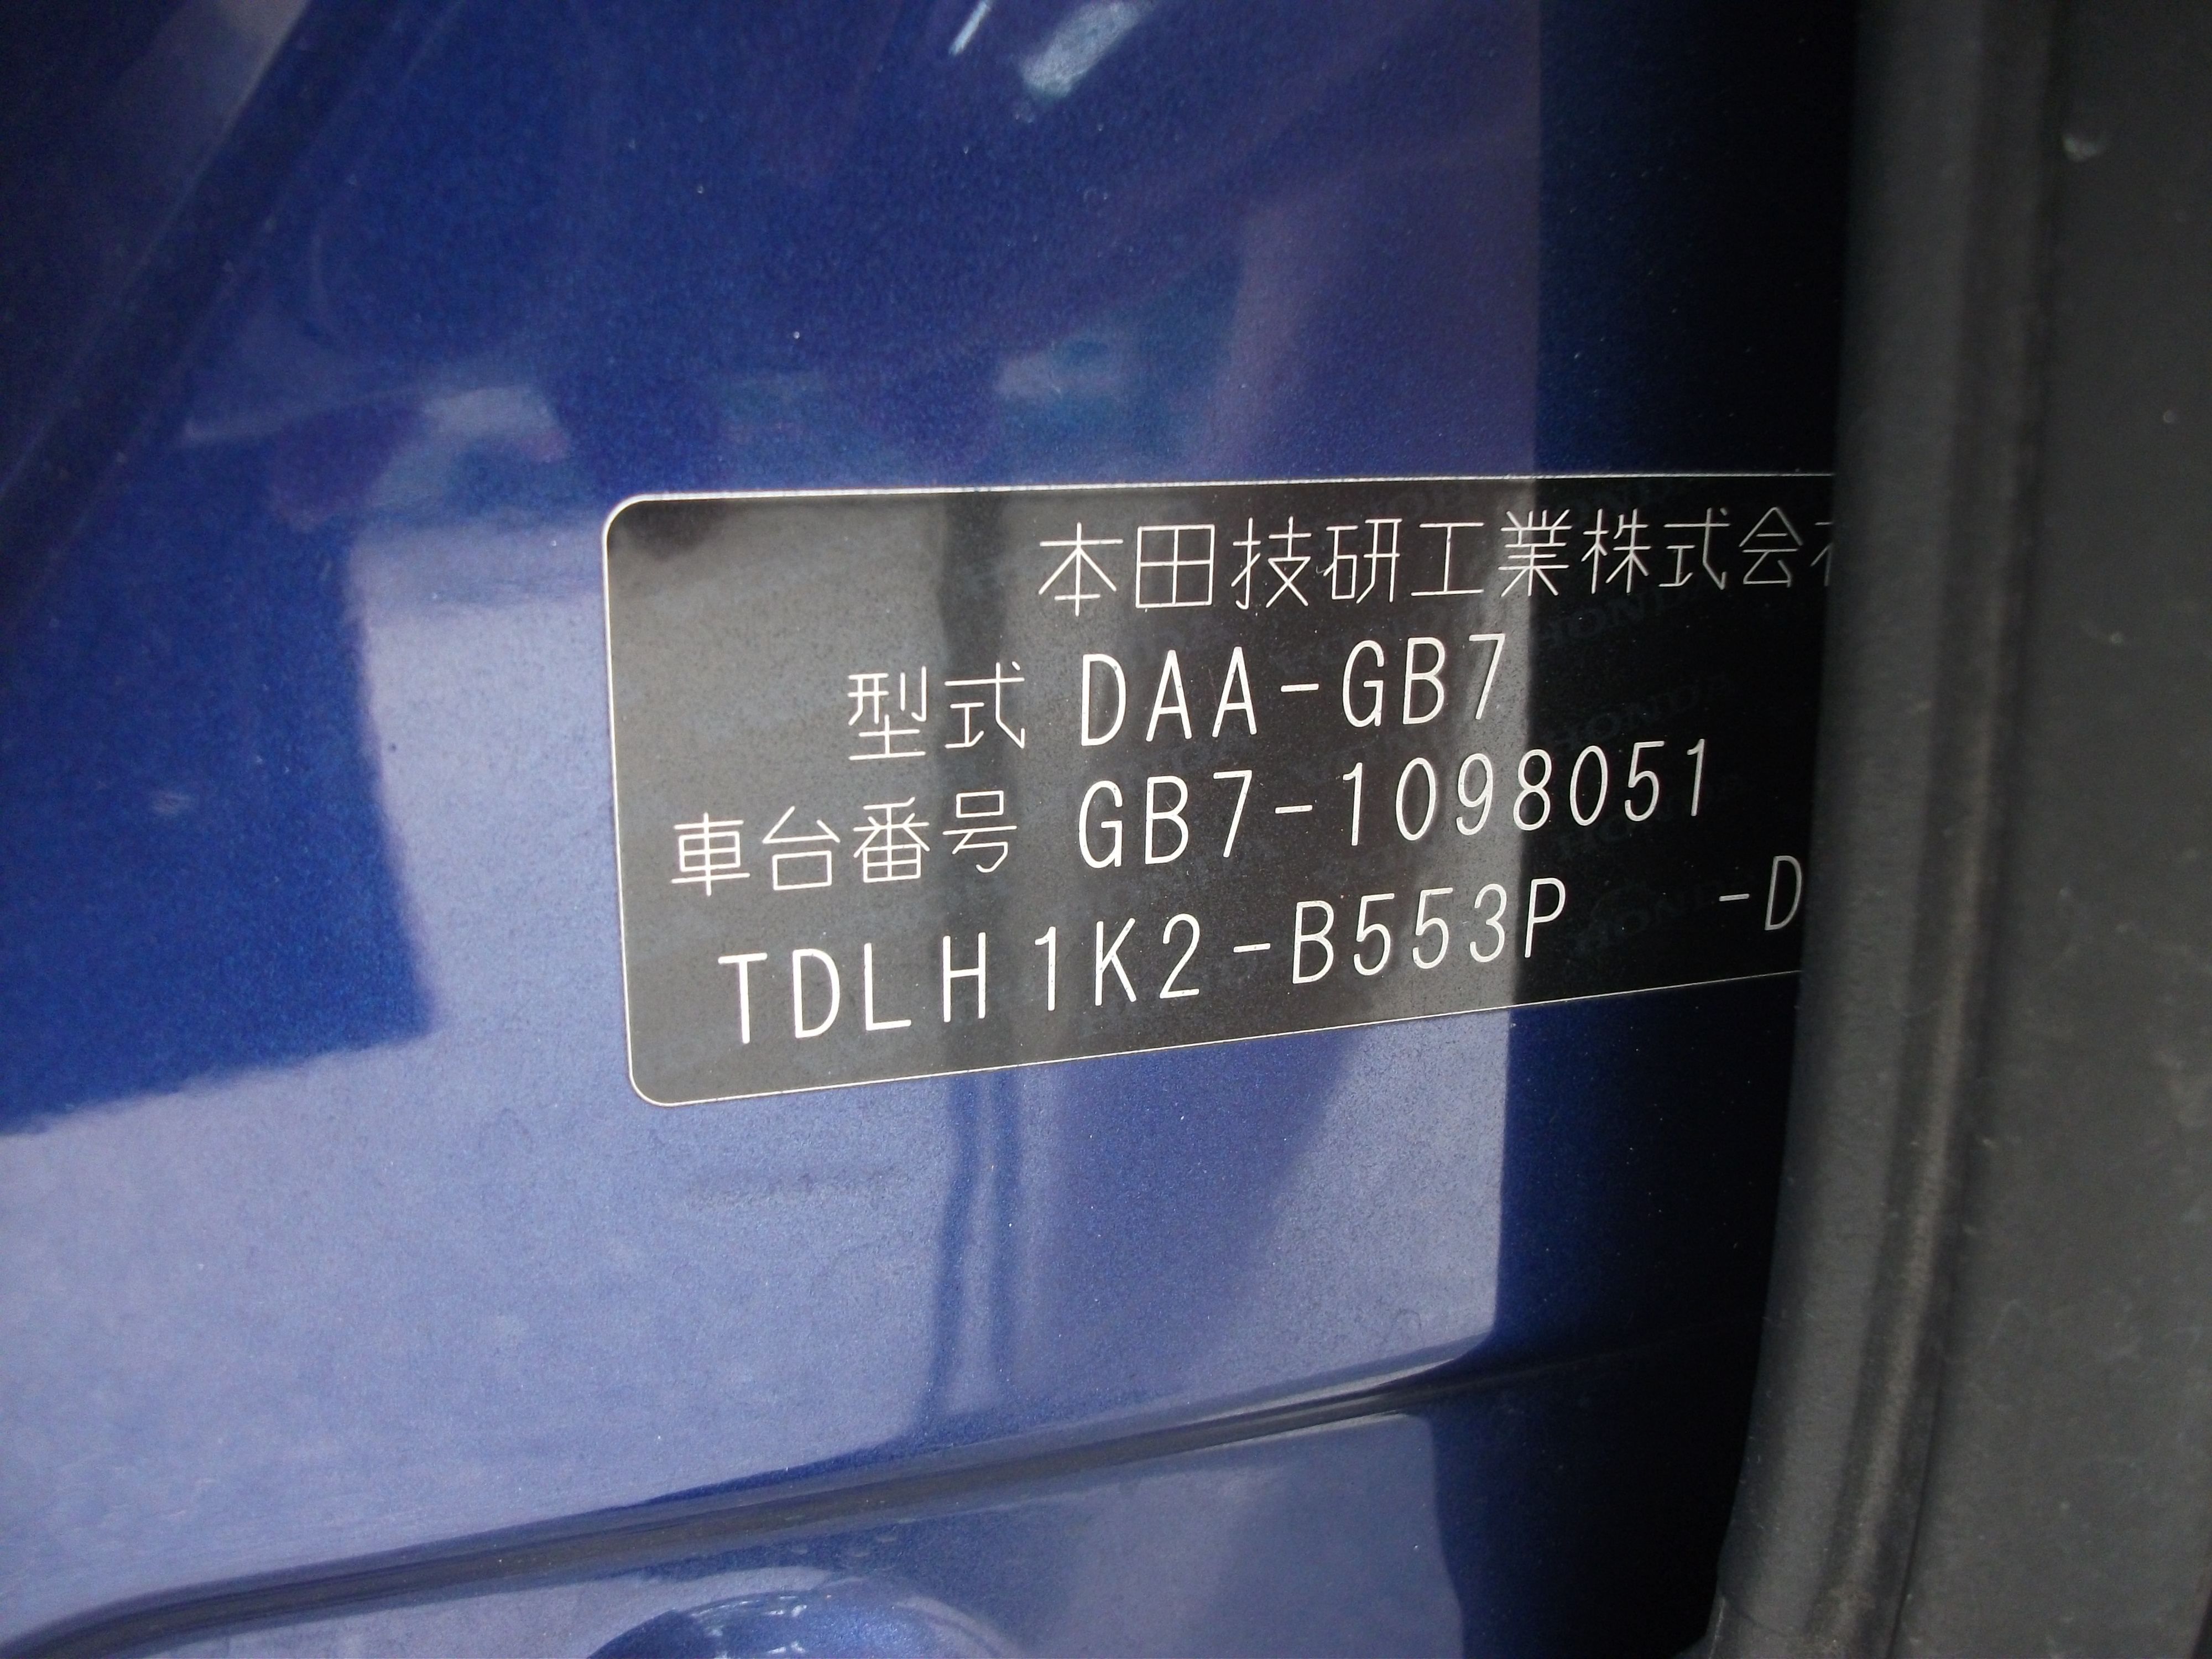 本田技研工業株式会
型式 DAA-GB7
車台番号 GB7-1098051
TDLH1K2-B553P -D